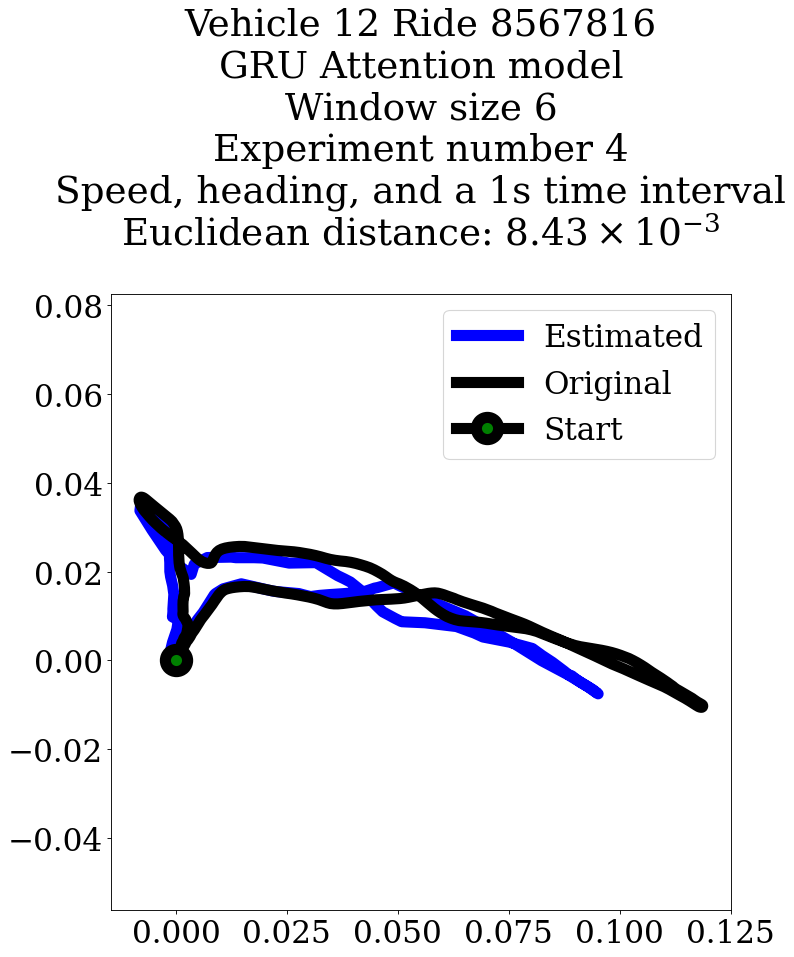 Vehicle 12 Ride 8567816
GRU Attention model
Window size 6
Experiment number 4
Speed, heading, and a 1s time interval
Euclidean distance: 8.43 × 10⁻³
0.08
0.06
0.04
0.02
0.00
−0.02
−0.04
Estimated
Original
Start
0.000 0.025 0.050 0.075 0.100 0.125